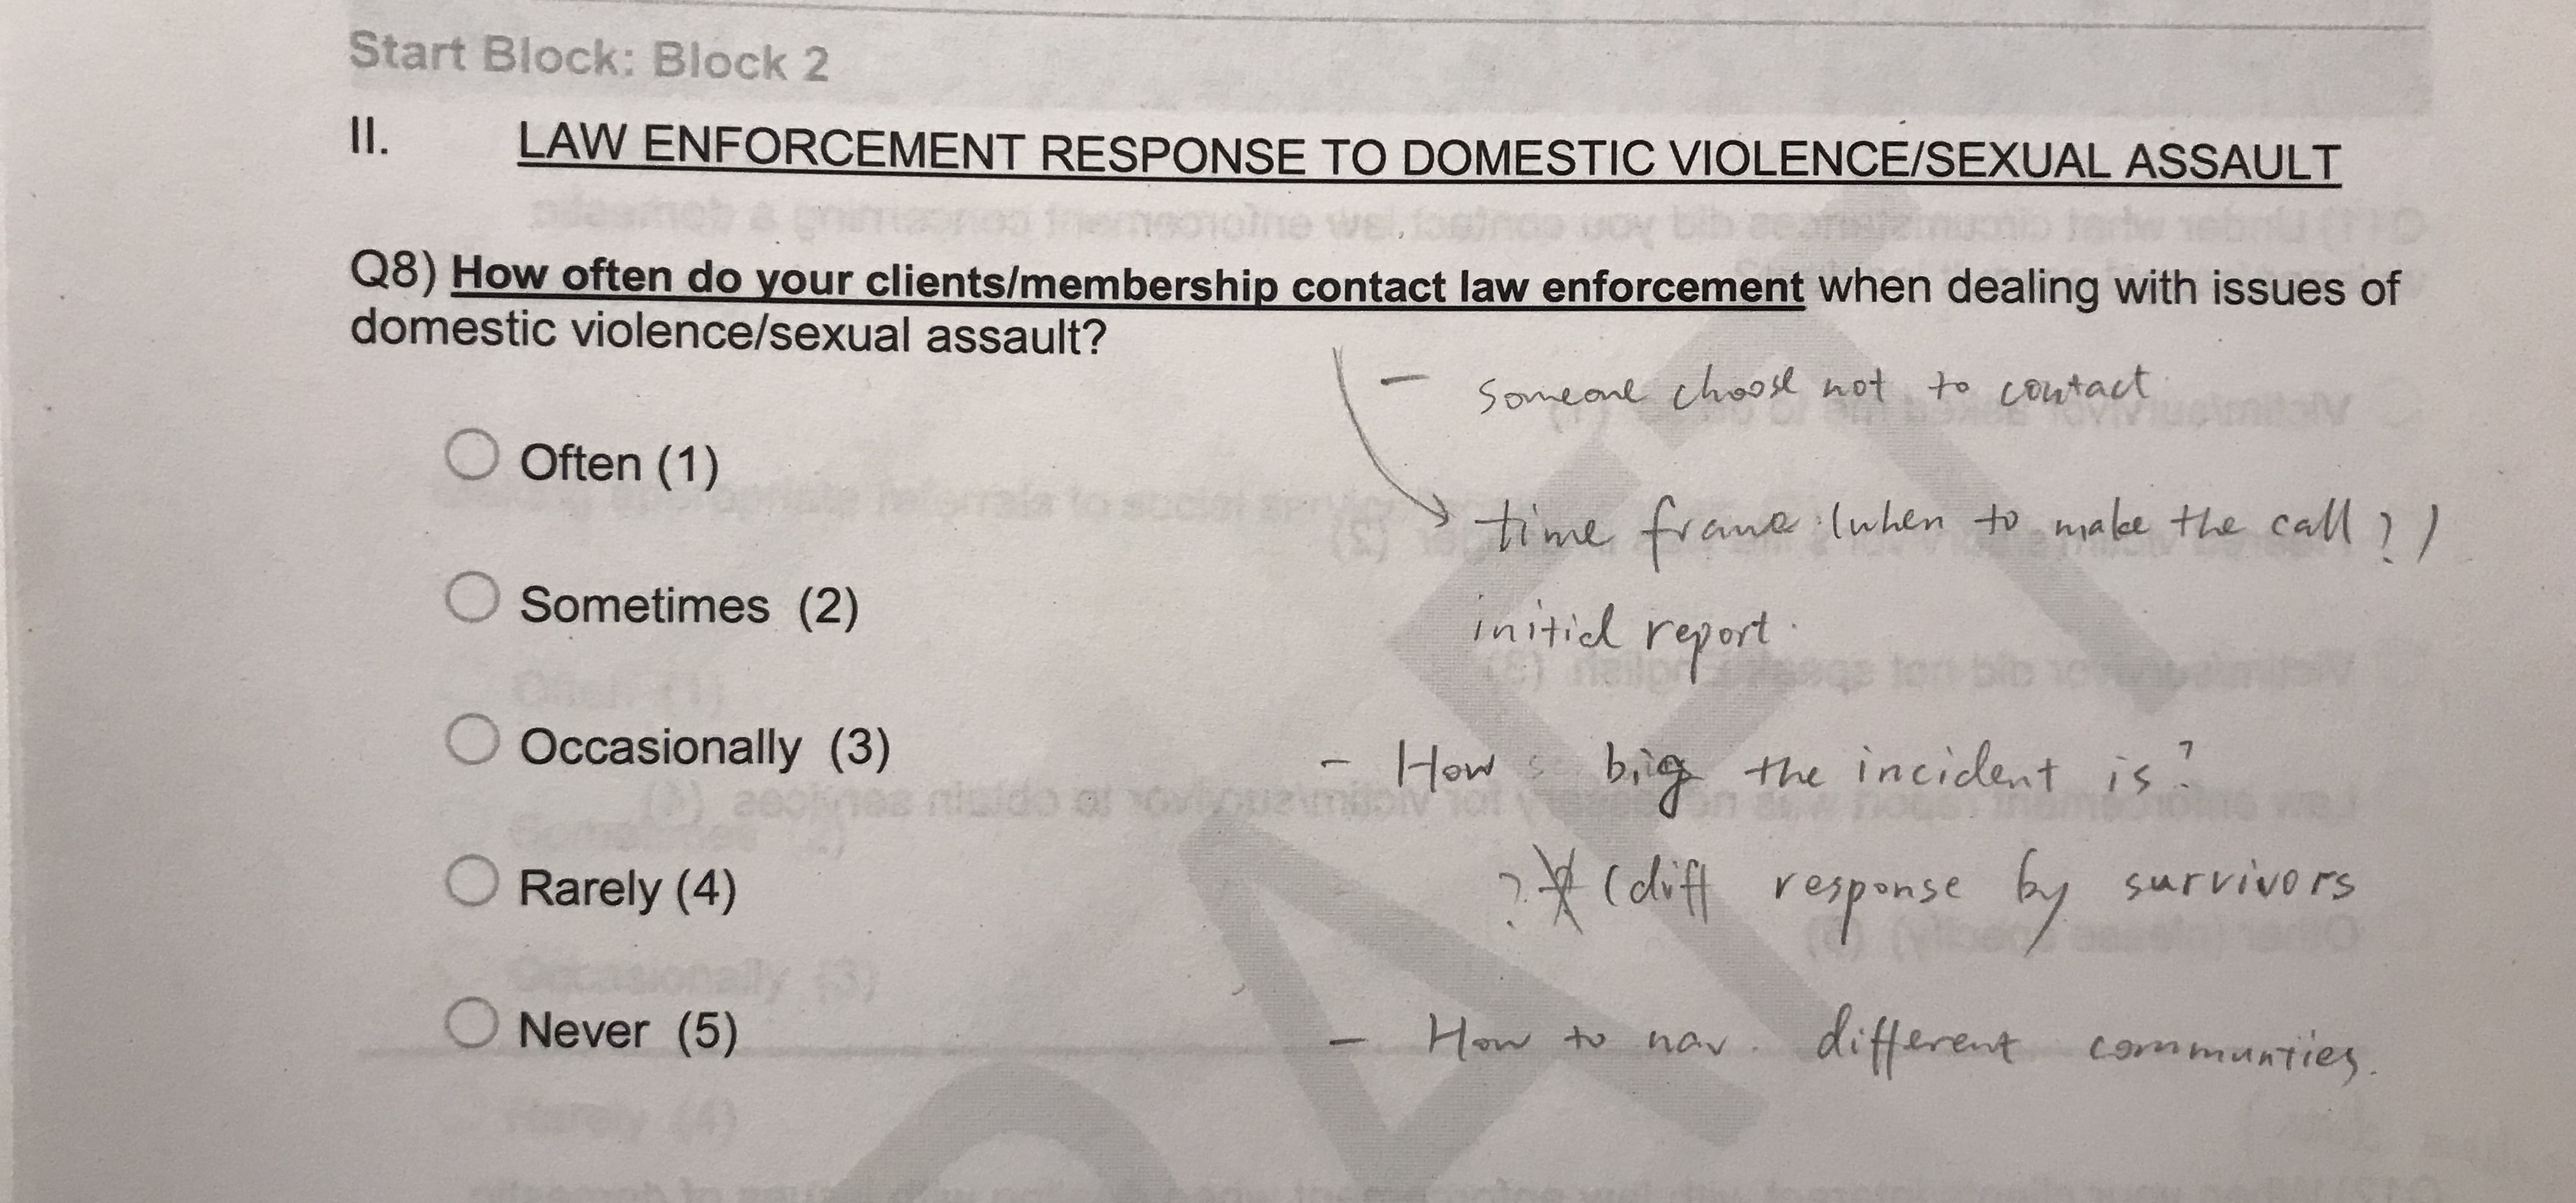 Start Block: Block 2
II. LAW ENFORCEMENT RESPONSE TO DOMESTIC VIOLENCE/SEXUAL ASSAULT
Q8) How often do your clients/membership contact law enforcement when dealing with issues of
domestic violence/sexual assault?
- Someone choose not to contact
Often (1)
time frame (when to make the call?)
Sometimes (2)
initial report.
Occasionally (3)
- How big the incident is?
Rarely (4)
? (diff response by survivors
Never (5)
- How to nav. different communties.
DRAFT